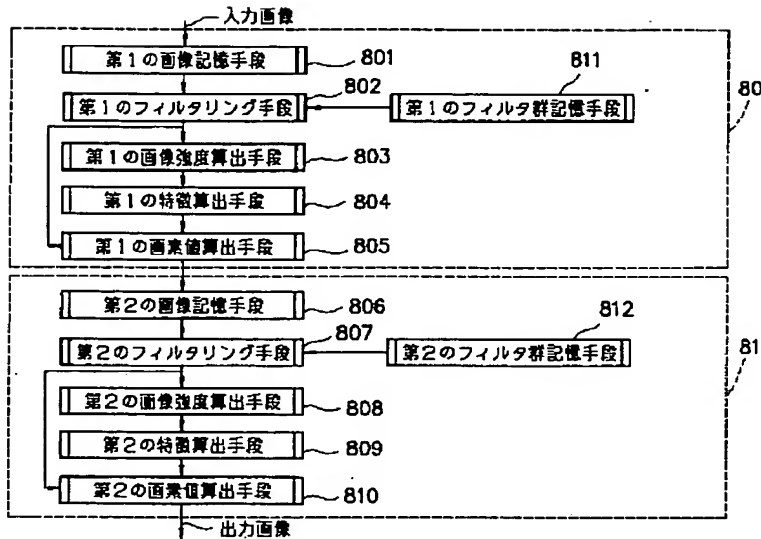 入力画像
第1の画像記憶手段 801
第1のフィルタリング手段 802
第1のフィルタ群記憶手段 811
80
第1の画像強度算出手段 803
第1の特徴算出手段 804
第1の画素値算出手段 805
第2の画像記憶手段 806
第2のフィルタリング手段 807
第2のフィルタ群記憶手段 812
81
第2の画像強度算出手段 808
第2の特徴算出手段 809
第2の画素値算出手段 810
出力画像